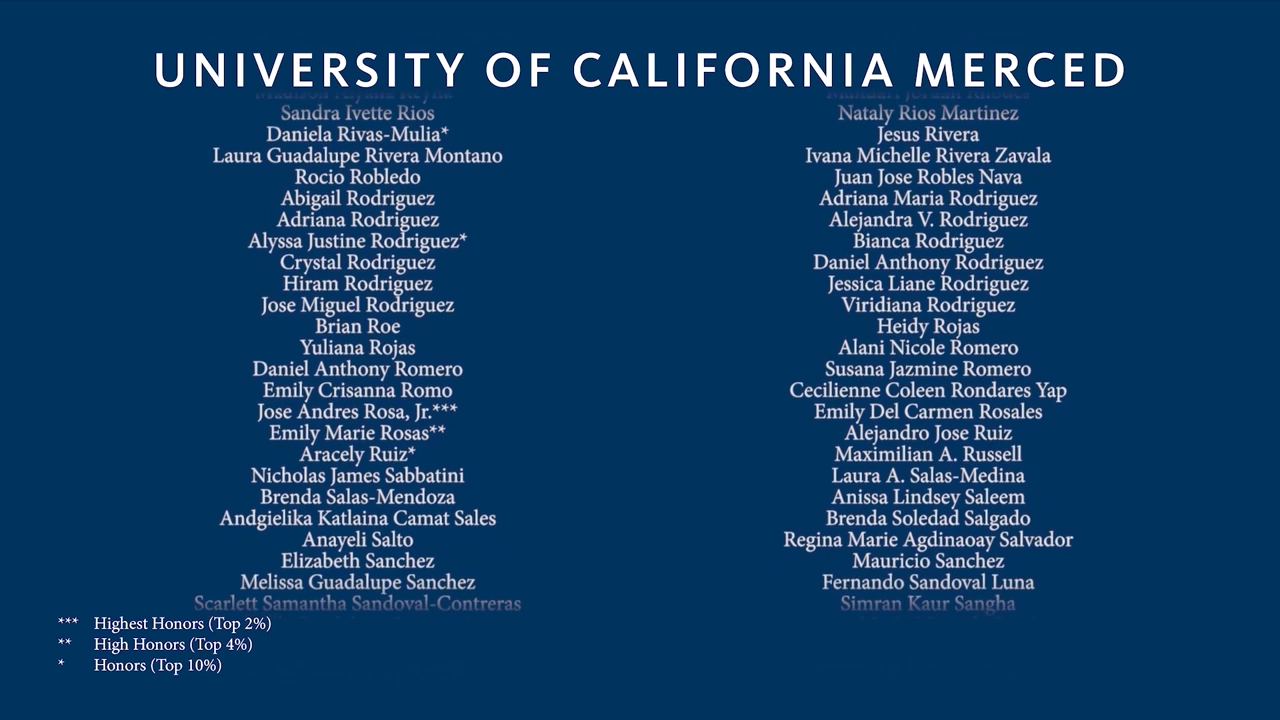 UNIVERSITY OF CALIFORNIA MERCED
Sandra Ivette Rios
Daniela Rivas-Mulia*
Laura Guadalupe Rivera Montano
Rocio Robledo
Abigail Rodriguez
Adriana Rodriguez
Alyssa Justine Rodriguez*
Crystal Rodriguez
Hiram Rodriguez
Jose Miguel Rodriguez
Brian Roe
Yuliana Rojas
Daniel Anthony Romero
Emily Crisanna Romo
Jose Andres Rosa, Jr.***
Emily Marie Rosas**
Aracely Ruiz*
Nicholas James Sabbatini
Brenda Salas-Mendoza
Andgielika Katlaina Camat Sales
Anayeli Salto
Elizabeth Sanchez
Melissa Guadalupe Sanchez
Scarlett Samantha Sandoval-Contreras
Nataly Rios Martinez
Jesus Rivera
Ivana Michelle Rivera Zavala
Juan Jose Robles Nava
Adriana Maria Rodriguez
Alejandra V. Rodriguez
Bianca Rodriguez
Daniel Anthony Rodriguez
Jessica Liane Rodriguez
Viridiana Rodriguez
Heidy Rojas
Alani Nicole Romero
Susana Jazmine Romero
Cecilienne Coleen Rondares Yap
Emily Del Carmen Rosales
Alejandro Jose Ruiz
Maximilian A. Russell
Laura A. Salas-Medina
Anissa Lindsey Saleem
Brenda Soledad Salgado
Regina Marie Agdinaoay Salvador
Mauricio Sanchez
Fernando Sandoval Luna
Simran Kaur Sangha
*** Highest Honors (Top 2%)
** High Honors (Top 4%)
* Honors (Top 10%)